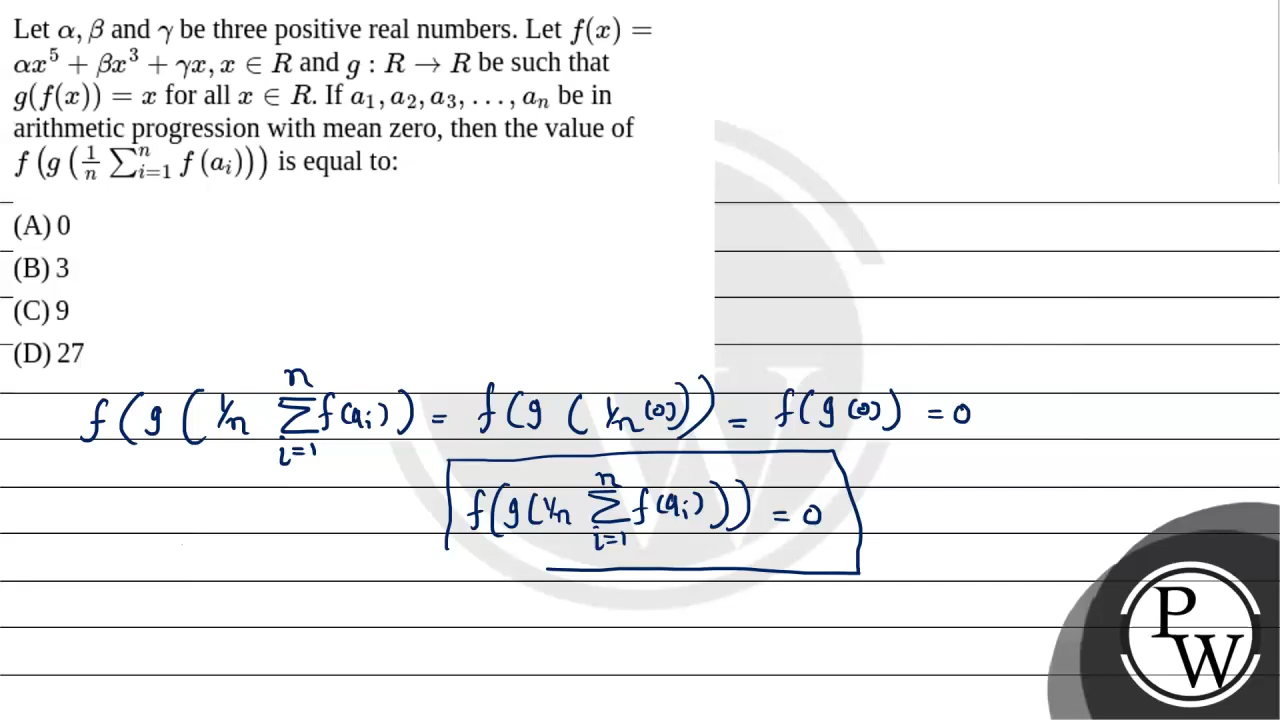 Let α, β and γ be three positive real numbers. Let f(x) =
αx⁵ + βx³ + γx, x ∈ R and g : R → R be such that
g(f(x)) = x for all x ∈ R. If a₁, a₂, a₃, …, aₙ be in
arithmetic progression with mean zero, then the value of
f (g (1/n ∑ⁿᵢ₌₁ f (aᵢ))) is equal to:
(A) 0
(B) 3
(C) 9
(D) 27
f(g(1/n ∑ⁿᵢ₌₁ f(aᵢ)) = f(g(1/n(0))) = f(g(0)) = 0
f(g(1/n ∑ⁿᵢ₌₁ f(aᵢ))) = 0
P
W